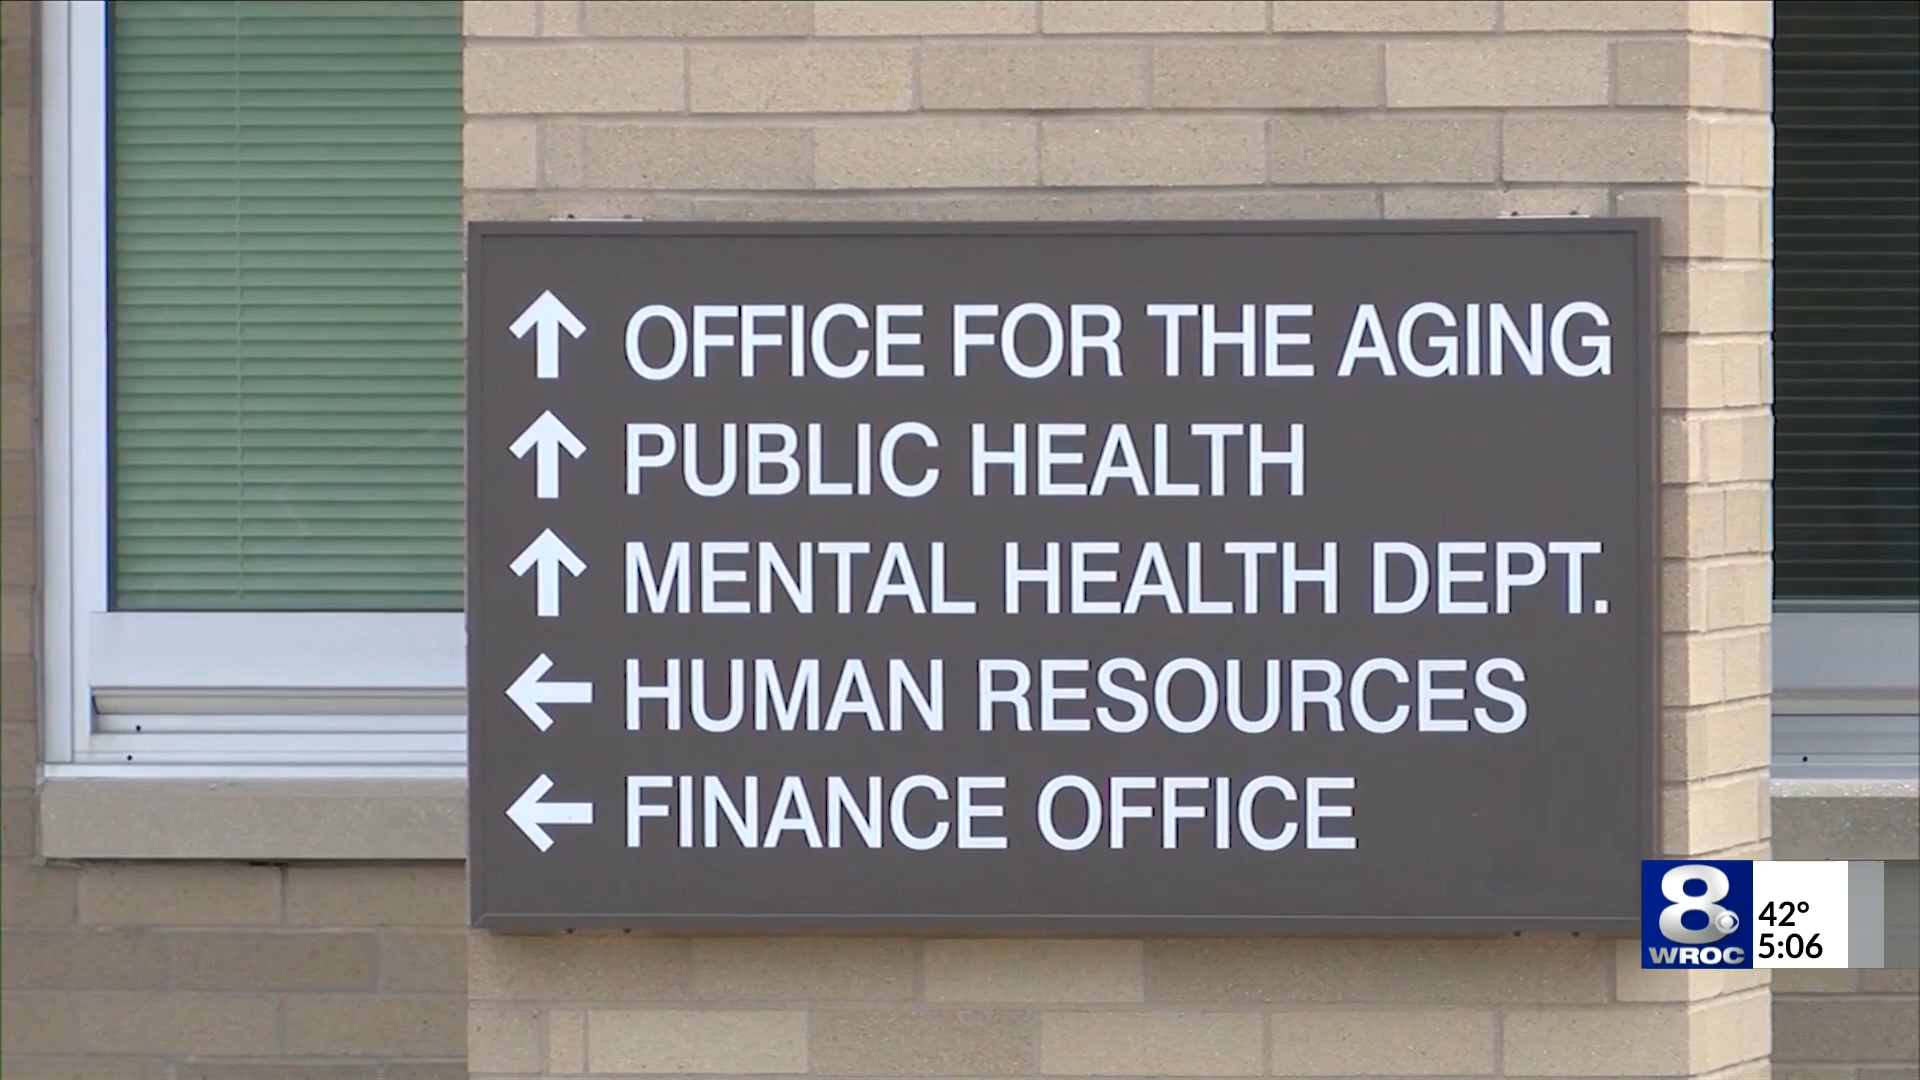 ↑ OFFICE FOR THE AGING
↑ PUBLIC HEALTH
↑ MENTAL HEALTH DEPT.
← HUMAN RESOURCES
← FINANCE OFFICE
8
WROC
42°
5:06